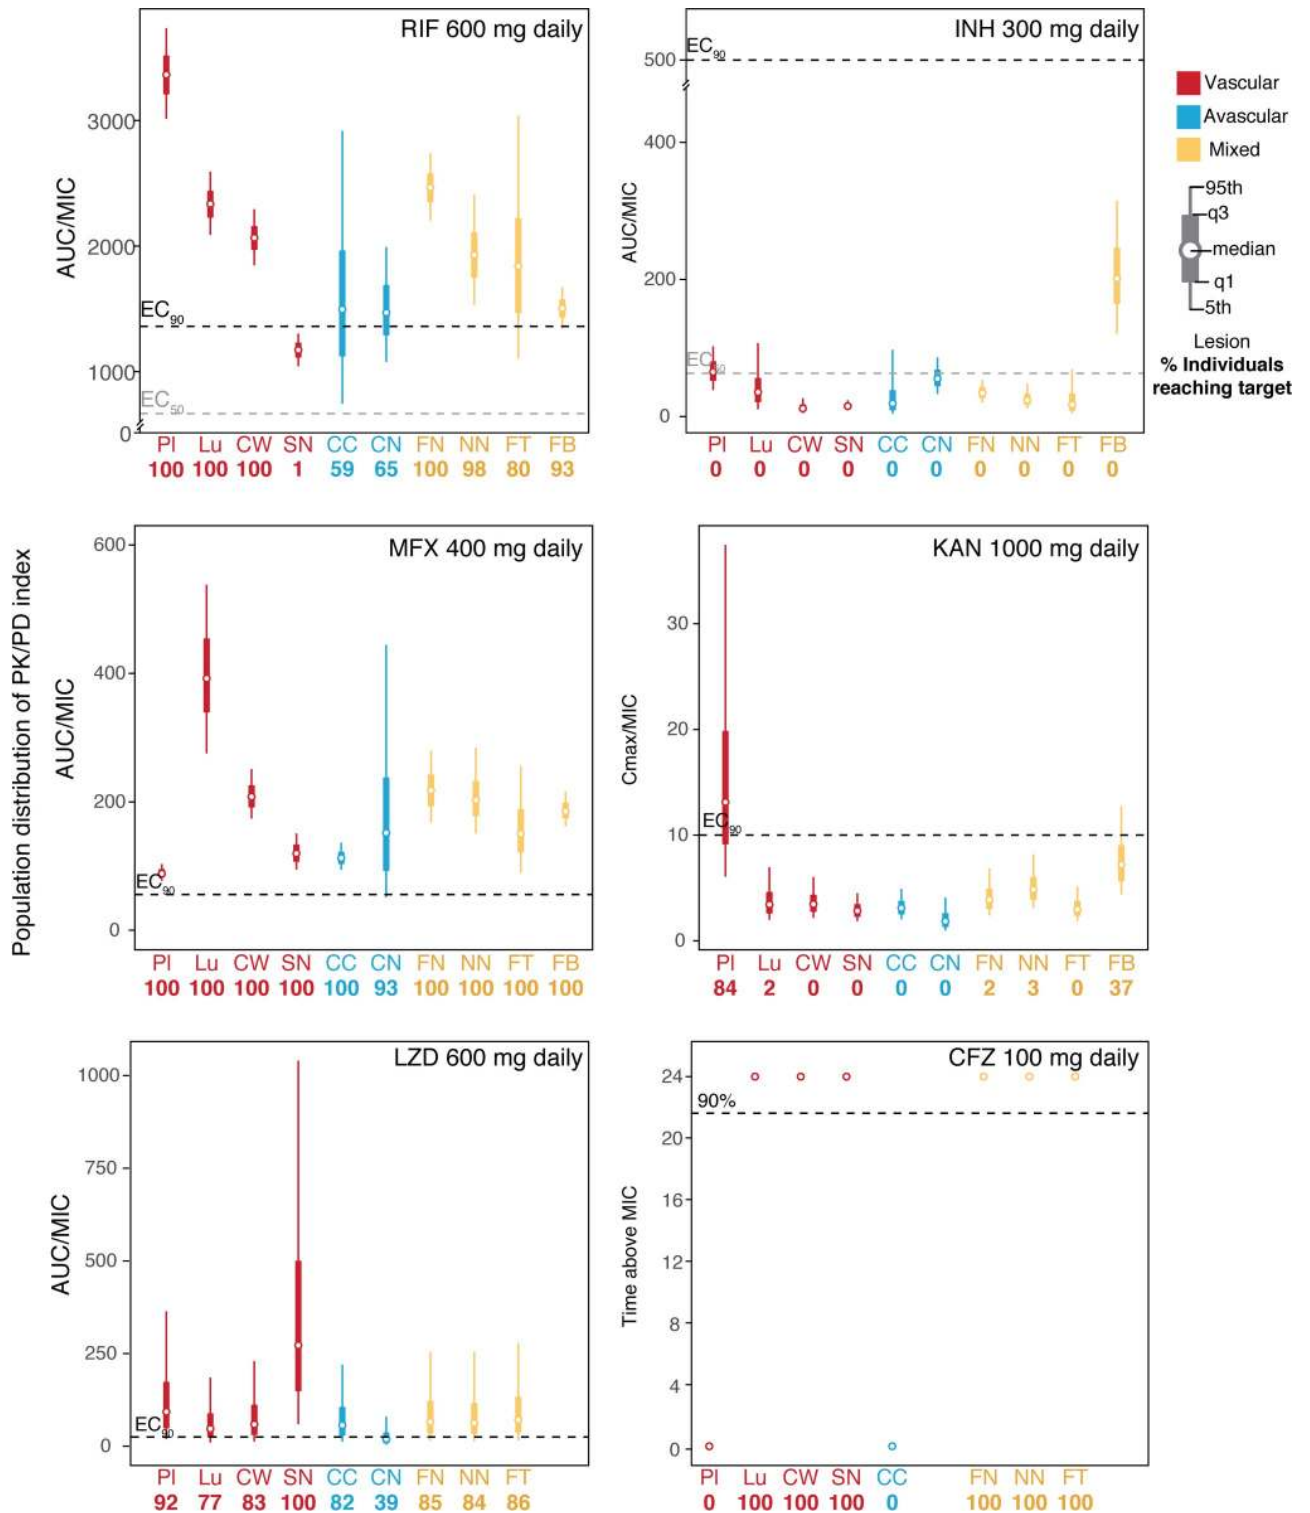 Population distribution of PK/PD index
RIF 600 mg daily
AUC/MIC
3000
2000
1000
0
EC90
EC50
PI Lu CW SN CC CN FN NN FT FB
100 100 100 1 59 65 100 98 80 93
INH 300 mg daily
AUC/MIC
500
400
200
0
EC90
EC50
PI Lu CW SN CC CN FN NN FT FB
0 0 0 0 0 0 0 0 0 0
Vascular
Avascular
Mixed
95th
q3
median
q1
5th
Lesion
% Individuals
reaching target
MFX 400 mg daily
AUC/MIC
600
400
200
0
EC90
PI Lu CW SN CC CN FN NN FT FB
100 100 100 100 100 93 100 100 100 100
KAN 1000 mg daily
Cmax/MIC
30
20
10
0
EC90
PI Lu CW SN CC CN FN NN FT FB
84 2 0 0 0 0 2 3 0 37
LZD 600 mg daily
AUC/MIC
1000
750
500
250
0
EC90
PI Lu CW SN CC CN FN NN FT
92 77 83 100 82 39 85 84 86
CFZ 100 mg daily
Time above MIC
24
20
16
12
8
4
0
90%
PI Lu CW SN CC FN NN FT
0 100 100 100 0 100 100 100